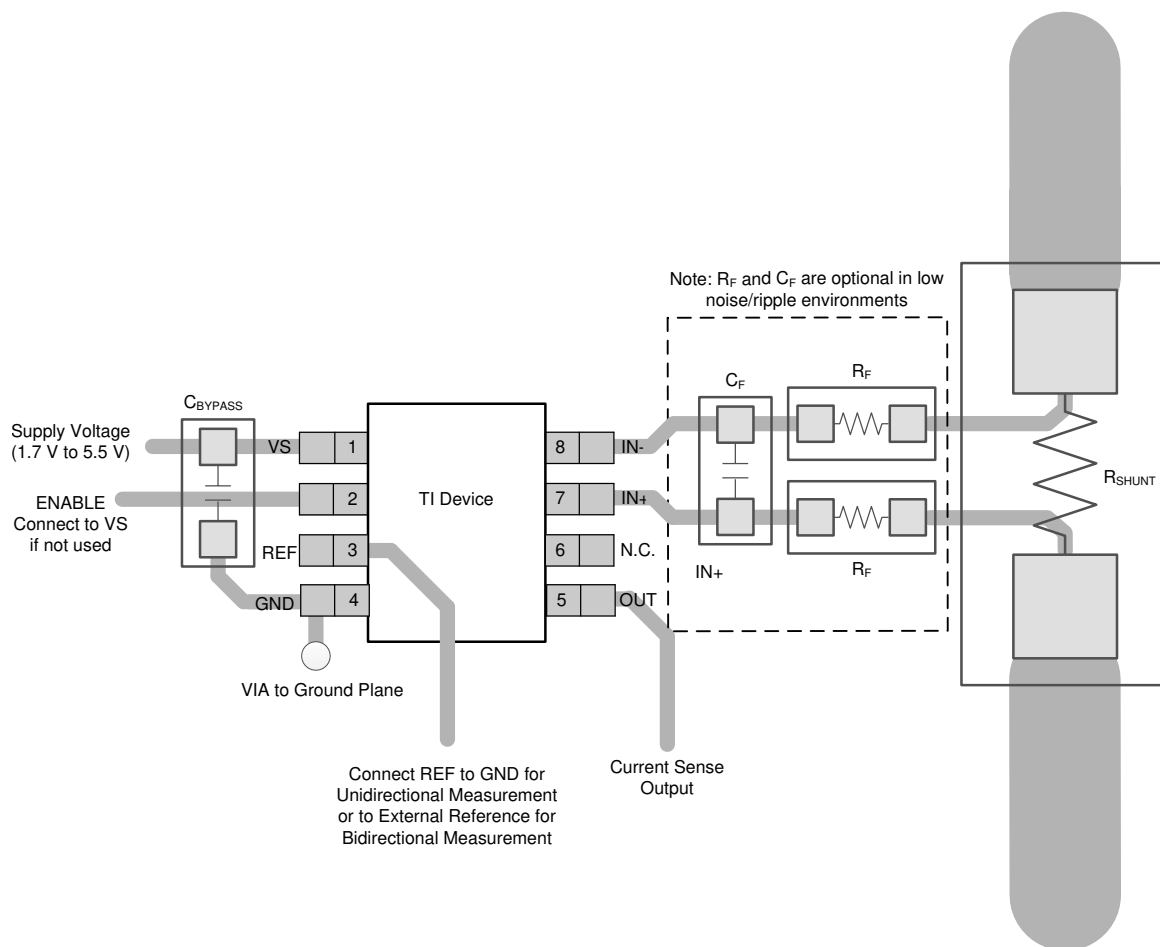 Note: RF and CF are optional in low
noise/ripple environments
CF
RF
CBYPASS
Supply Voltage
(1.7 V to 5.5 V)
VS
1
8
IN-
RSHUNT
TI Device
ENABLE
Connect to VS
if not used
2
7
IN+
REF
3
6
N.C.
IN+
RF
GND
4
5
OUT
VIA to Ground Plane
Connect REF to GND for
Unidirectional Measurement
or to External Reference for
Bidirectional Measurement
Current Sense
Output